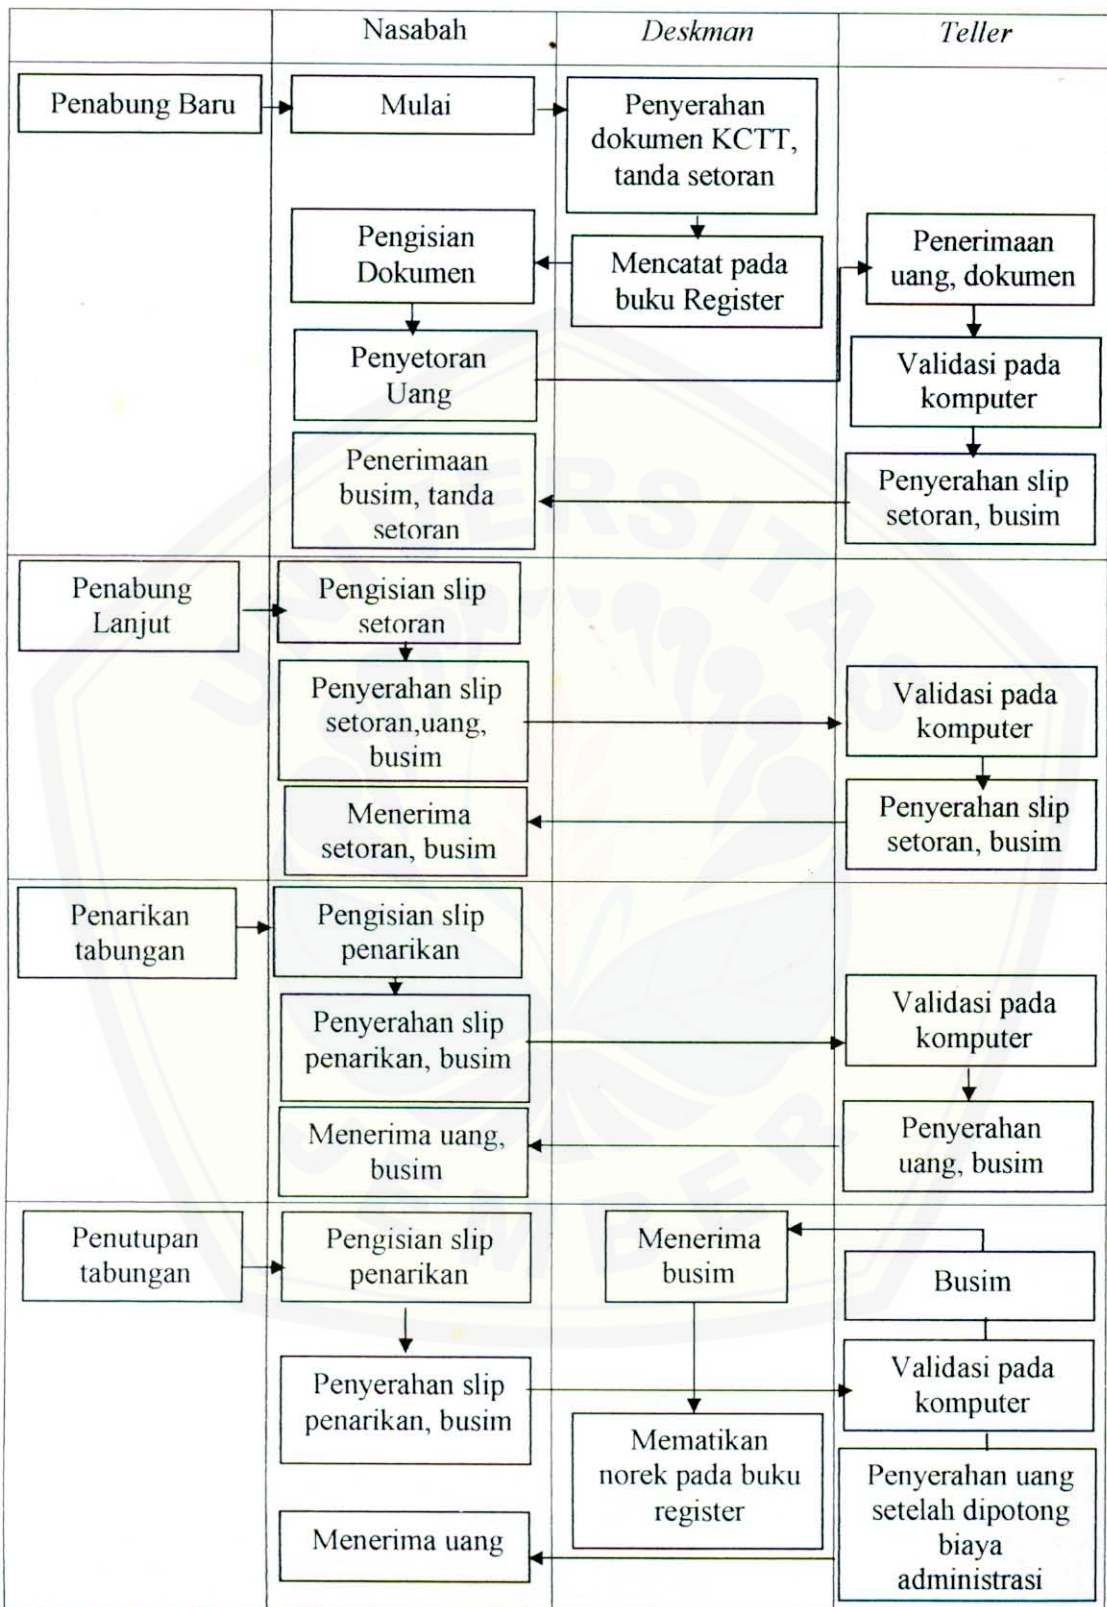 Nasabah
Deskman
Teller
Penabung Baru
Mulai
Penyerahan
dokumen KCTT,
tanda setoran
Pengisian
Dokumen
Mencatat pada
buku Register
Penerimaan
uang, dokumen
Penyetoran
Uang
Validasi pada
komputer
Penerimaan
busim, tanda
setoran
Penyerahan slip
setoran, busim
Penabung
Lanjut
Pengisian slip
setoran
Penyerahan slip
setoran,uang,
busim
Validasi pada
komputer
Menerima
setoran, busim
Penyerahan slip
setoran, busim
Penarikan
tabungan
Pengisian slip
penarikan
Penyerahan slip
penarikan, busim
Validasi pada
komputer
Menerima uang,
busim
Penyerahan
uang, busim
Penutupan
tabungan
Pengisian slip
penarikan
Menerima
busim
Busim
Penyerahan slip
penarikan, busim
Validasi pada
komputer
Mematikan
norek pada buku
register
Penyerahan uang
setelah dipotong
biaya
administrasi
Menerima uang
UNIVERSITAS
JEMBER